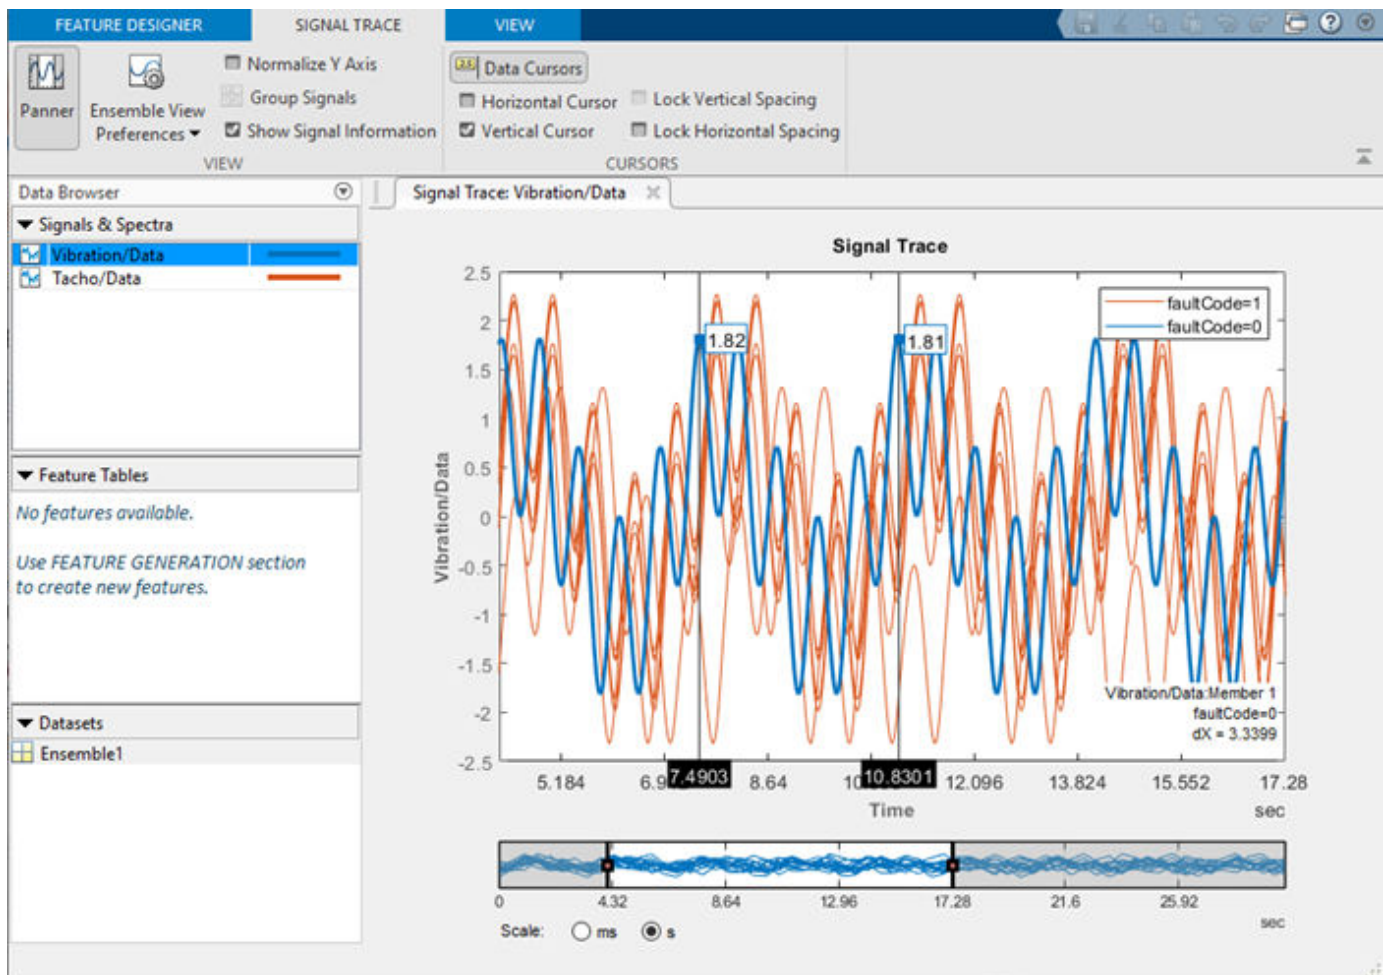 FEATURE DESIGNER
SIGNAL TRACE
VIEW
Panner
Ensemble View
Preferences
Normalize Y Axis
Group Signals
Show Signal Information
VIEW
Data Cursors
Horizontal Cursor
Lock Vertical Spacing
Vertical Cursor
Lock Horizontal Spacing
CURSORS
Data Browser
Signals & Spectra
Vibration/Data
Tacho/Data
Feature Tables
No features available.
Use FEATURE GENERATION section
to create new features.
Datasets
Ensemble1
Signal Trace: Vibration/Data
Signal Trace
faultCode=1
faultCode=0
1.82
1.81
2.5
2
1.5
1
0.5
0
-0.5
-1
-1.5
-2
-2.5
Vibration/Data
Vibration/Data:Member 1
faultCode=0
dX = 3.3399
5.184
7.4903
8.64
10.8301
12.096
13.824
15.552
17.28
Time
sec
0
4.32
8.64
12.96
17.28
21.6
25.92
sec
Scale:
ms
s